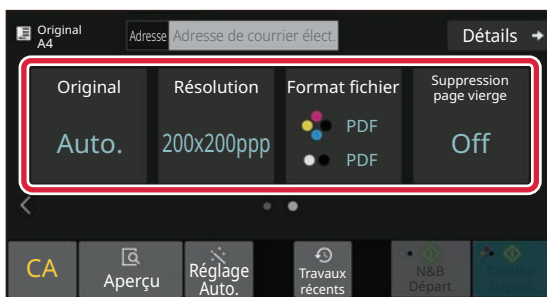 Original
A4
Adresse Adresse de courrier élect.
Détails
Original
Résolution
Format fichier
Suppression
page vierge
Auto.
200x200ppp
PDF
PDF
Off
CA
Aperçu
Réglage
Auto.
Travaux
récents
N&B
Départ
Couleur
Départ